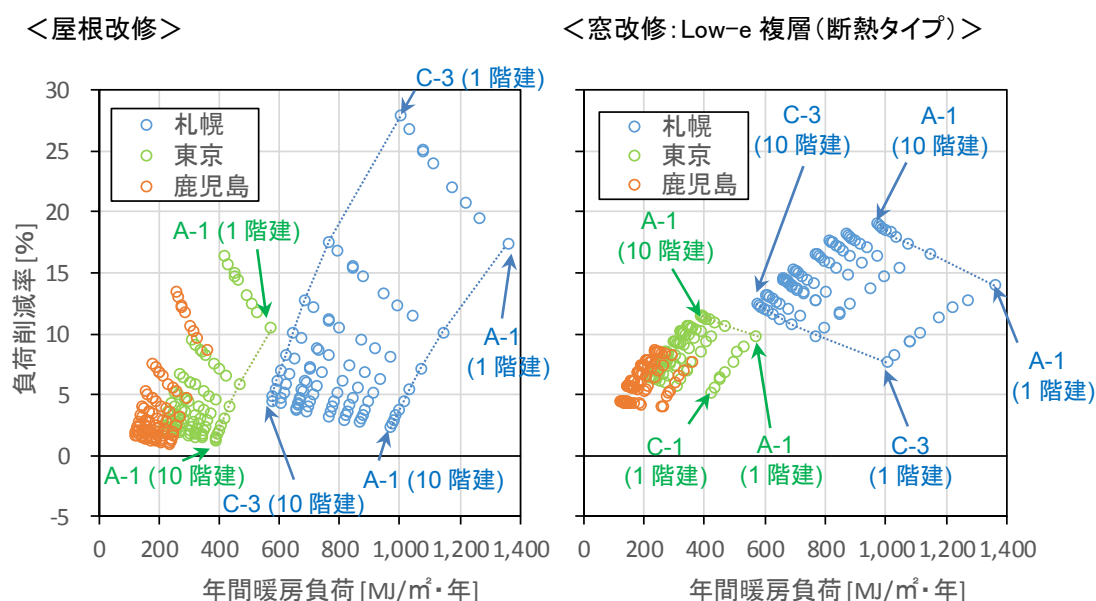 ＜屋根改修＞
＜窓改修：Low-e 複層（断熱タイプ）＞
負荷削減率 [%]
30
25
20
15
10
5
0
-5
札幌
東京
鹿児島
C-3 (1 階建)
A-1 (1 階建)
A-1
(1 階建)
A-1 (10 階建)
C-3 (10 階建)
A-1 (10 階建)
0 200 400 600 800 1,000 1,200 1,400
年間暖房負荷 [MJ/㎡・年]
札幌
東京
鹿児島
C-3
(10 階建)
A-1
(10 階建)
A-1
(10 階建)
A-1
(1 階建)
C-1
(1 階建)
A-1
(1 階建)
C-3
(1 階建)
0 200 400 600 800 1,000 1,200 1,400
年間暖房負荷 [MJ/㎡・年]